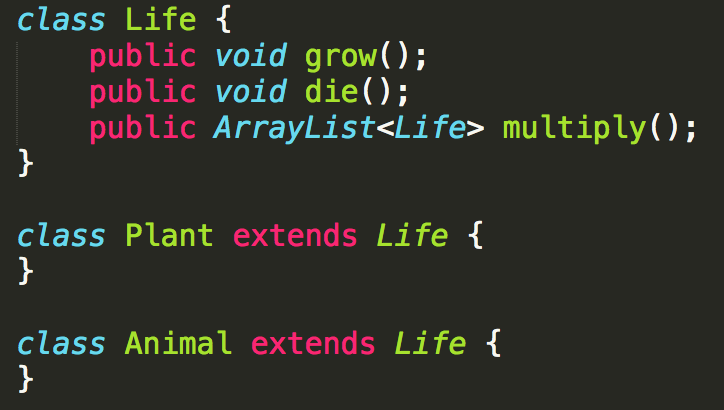 class Life {
    public void grow();
    public void die();
    public ArrayList<Life> multiply();
}
class Plant extends Life {
}
class Animal extends Life {
}